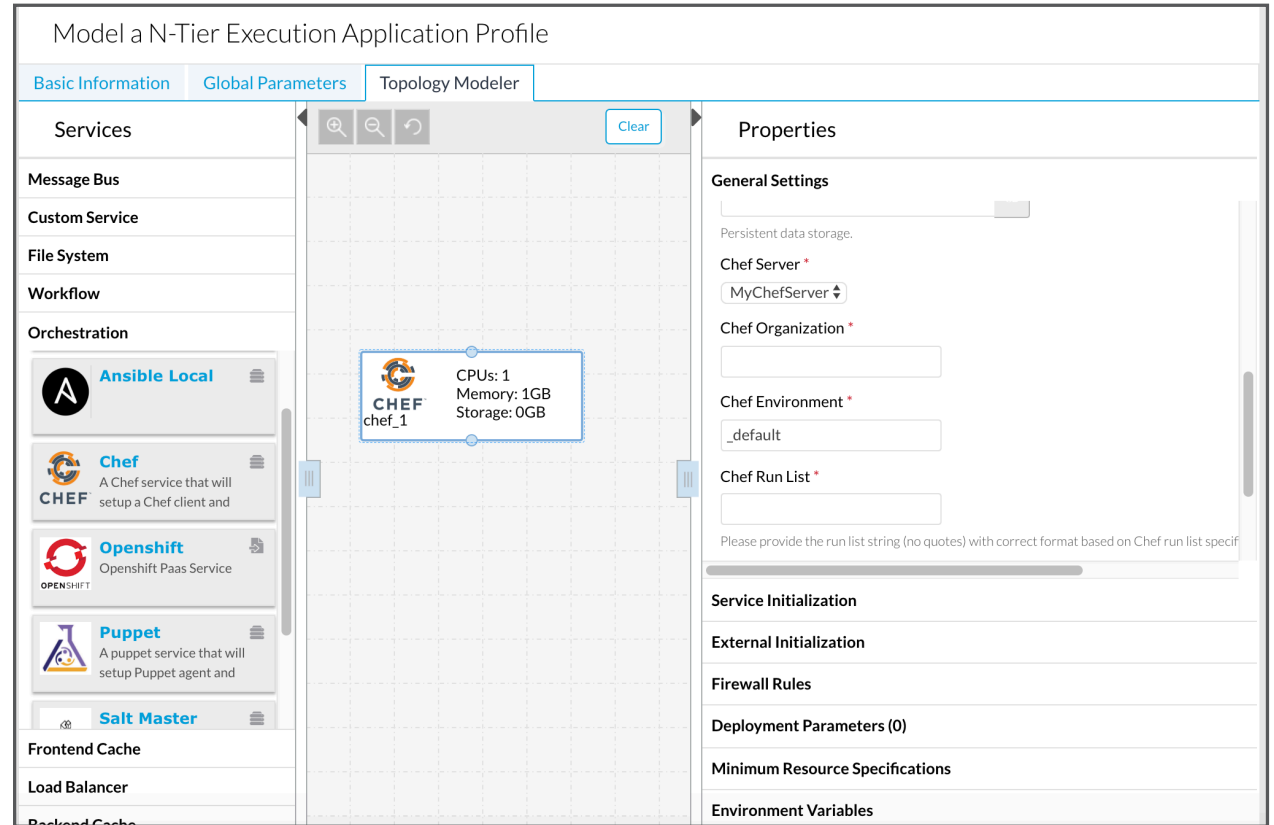 Model a N-Tier Execution Application Profile
Basic Information
Global Parameters
Topology Modeler
Services
Message Bus
Custom Service
File System
Workflow
Orchestration
Ansible Local
Chef
A Chef service that will
setup a Chef client and
CHEF
Openshift
Openshift Paas Service
OPENSHIFT
Puppet
A puppet service that will
setup Puppet agent and
Salt Master
Frontend Cache
Load Balancer
Backend Cache
Clear
CHEF
chef_1
CPUs: 1
Memory: 1GB
Storage: 0GB
Properties
General Settings
Persistent data storage.
Chef Server *
MyChefServer
Chef Organization *
Chef Environment *
_default
Chef Run List *
Please provide the run list string (no quotes) with correct format based on Chef run list specif
Service Initialization
External Initialization
Firewall Rules
Deployment Parameters (0)
Minimum Resource Specifications
Environment Variables